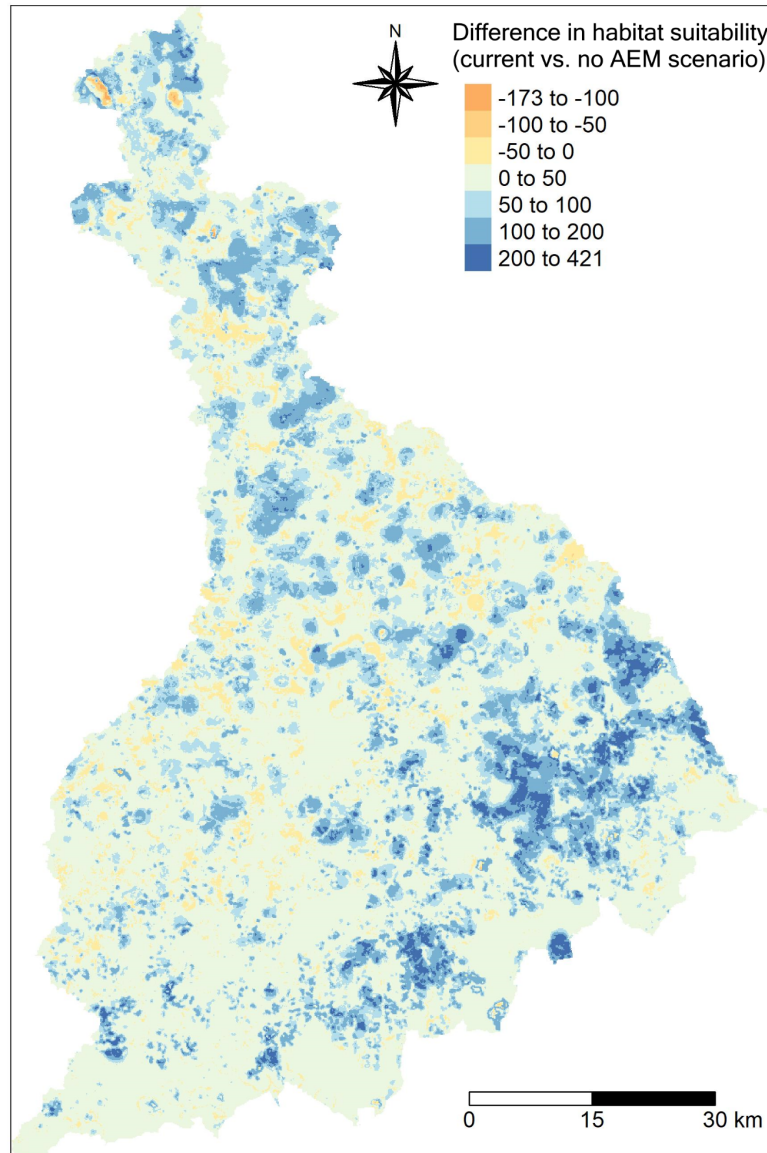 N
Difference in habitat suitability
(current vs. no AEM scenario)
-173 to -100
-100 to -50
-50 to 0
0 to 50
50 to 100
100 to 200
200 to 421
0 15 30 km